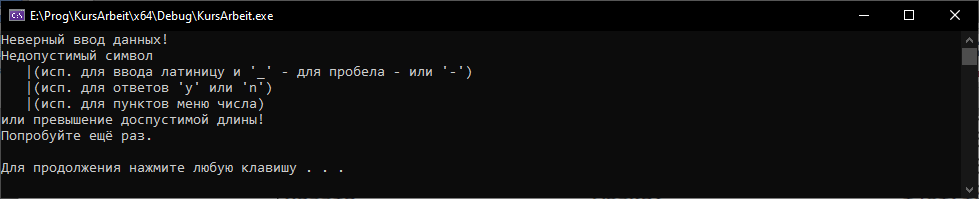 E:\Prog\KursArbeit\x64\Debug\KursArbeit.exe
Неверный ввод данных!
Недопустимый символ
|(исп. для ввода латиницу и '_' - для пробела - или '-')
|(исп. для ответов 'y' или 'n')
|(исп. для пунктов меню числа)
или превышение доспустимой длины!
Попробуйте ещё раз.
Для продолжения нажмите любую клавишу . . .